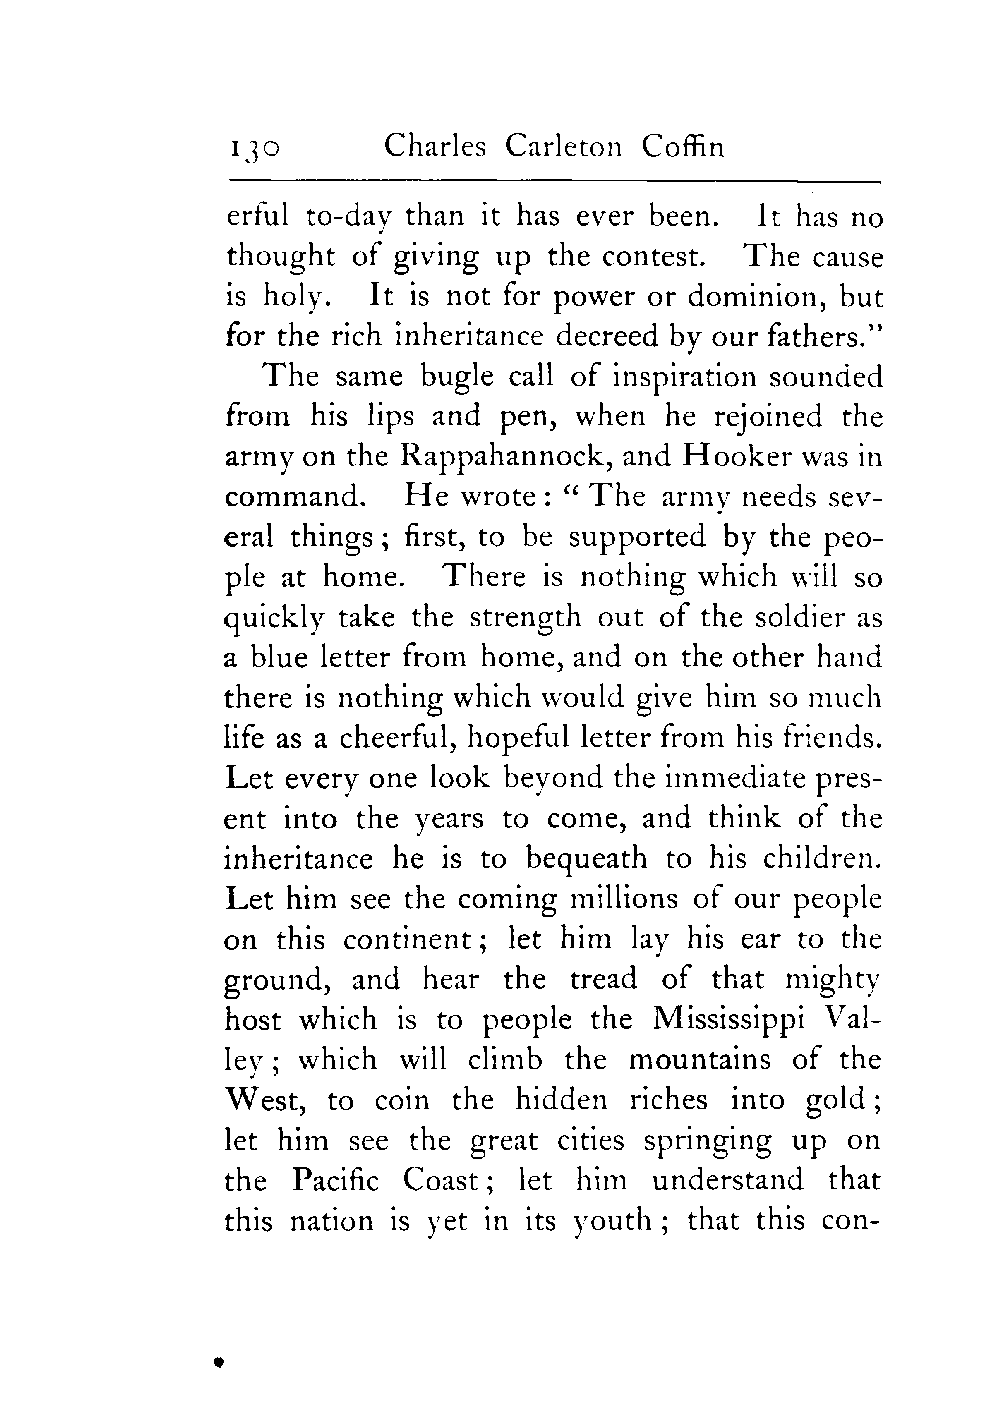 130 Charles Carleton Coffin
erful to-day than it has ever been. It has no
thought of giving up the contest. The cause
is holy. It is not for power or dominion, but
for the rich inheritance decreed by our fathers."
The same bugle call of inspiration sounded
from his lips and pen, when he rejoined the
army on the Rappahannock, and Hooker was in
command. He wrote: "The army needs sev-
eral things; first, to be supported by the peo-
ple at home. There is nothing which will so
quickly take the strength out of the soldier as
a blue letter from home, and on the other hand
there is nothing which would give him so much
life as a cheerful, hopeful letter from his friends.
Let every one look beyond the immediate pres-
ent into the years to come, and think of the
inheritance he is to bequeath to his children.
Let him see the coming millions of our people
on this continent; let him lay his ear to the
ground, and hear the tread of that mighty
host which is to people the Mississippi Val-
ley; which will climb the mountains of the
West, to coin the hidden riches into gold;
let him see the great cities springing up on
the Pacific Coast; let him understand that
this nation is yet in its youth; that this con-